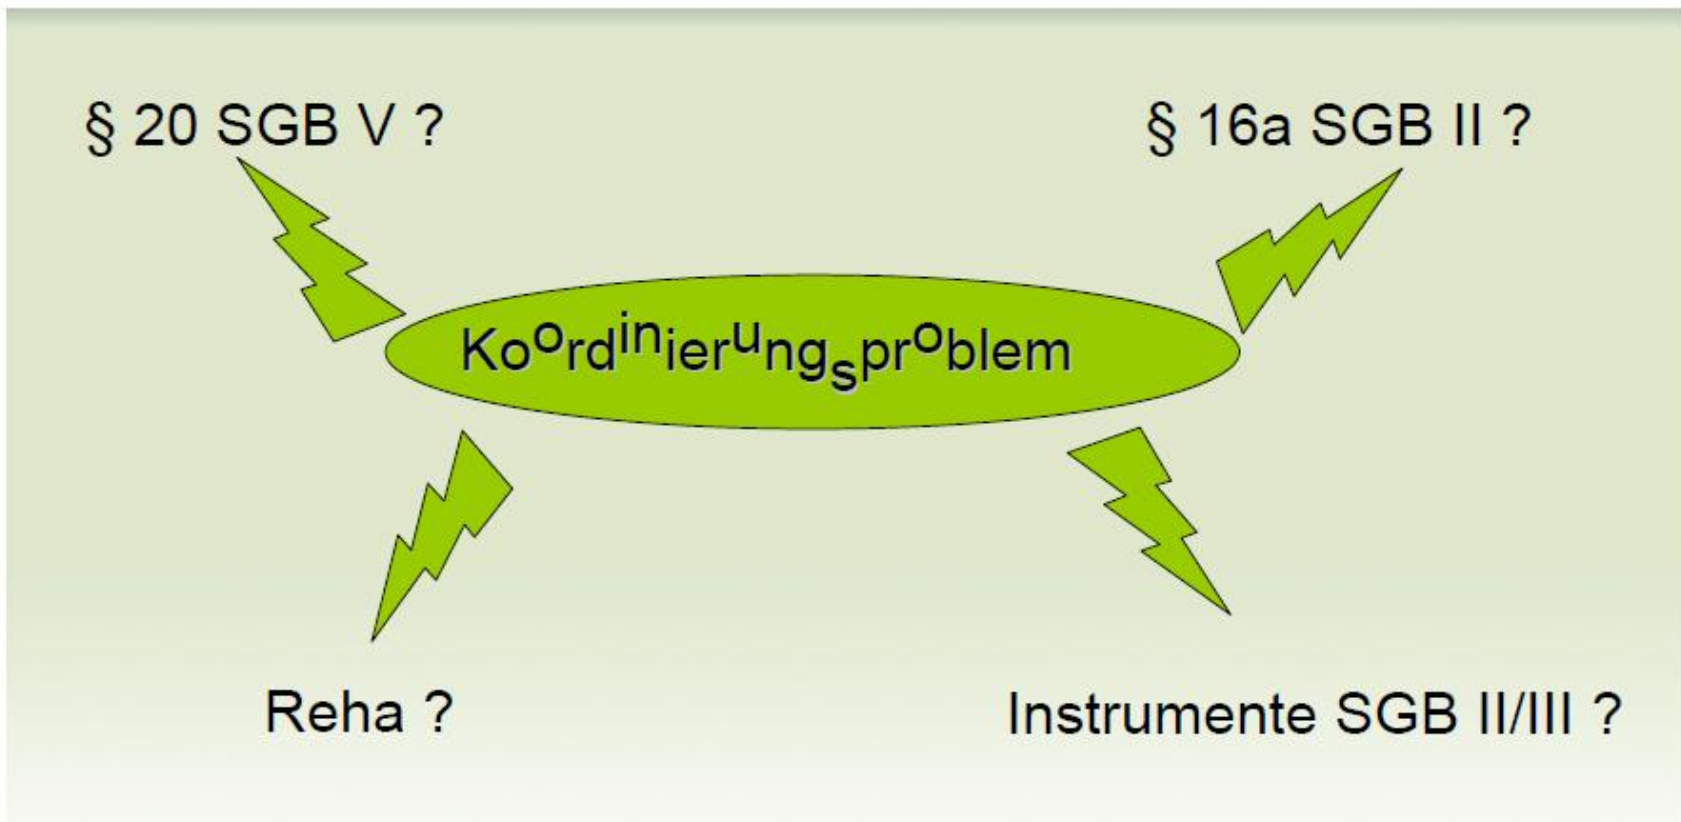 § 20 SGB V ?
§ 16a SGB II ?
Koordinierungsproblem
Reha ?
Instrumente SGB II/III ?